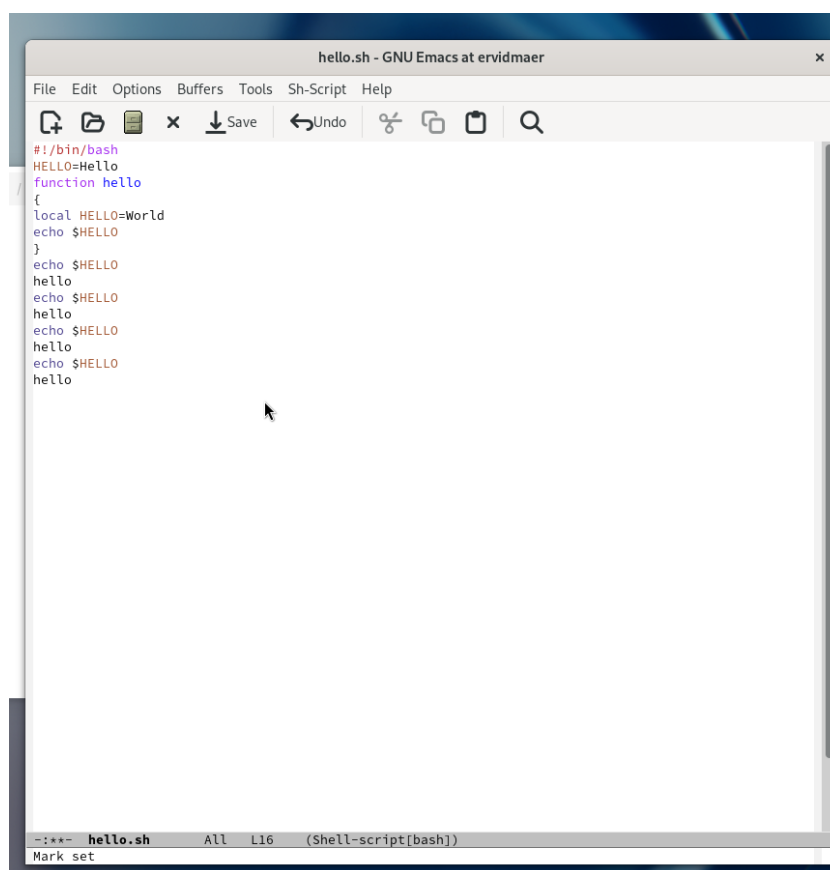 hello.sh - GNU Emacs at ervidmaer
File Edit Options Buffers Tools Sh-Script Help
Save Undo
#!/bin/bash
HELLO=Hello
function hello
{
local HELLO=World
echo $HELLO
}
echo $HELLO
hello
echo $HELLO
hello
echo $HELLO
hello
echo $HELLO
hello
-:**- hello.sh All L16 (Shell-script[bash])
Mark set